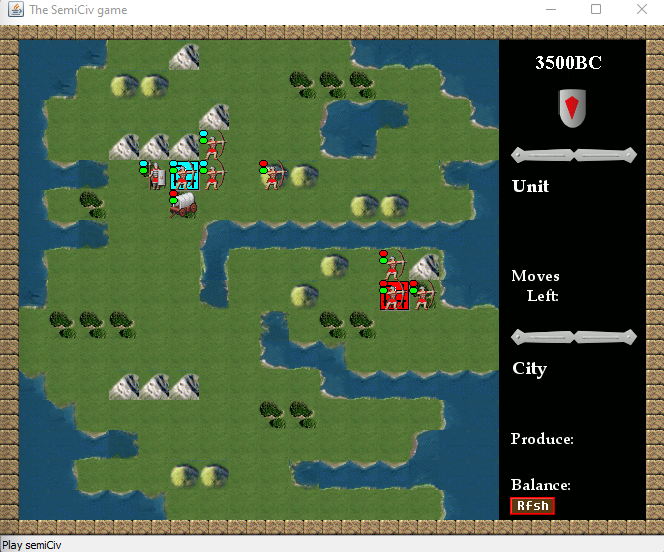 The SemiCiv game
3500BC
Unit
Moves
Left:
City
Produce:
Balance:
Rfsh
Play semiCiv